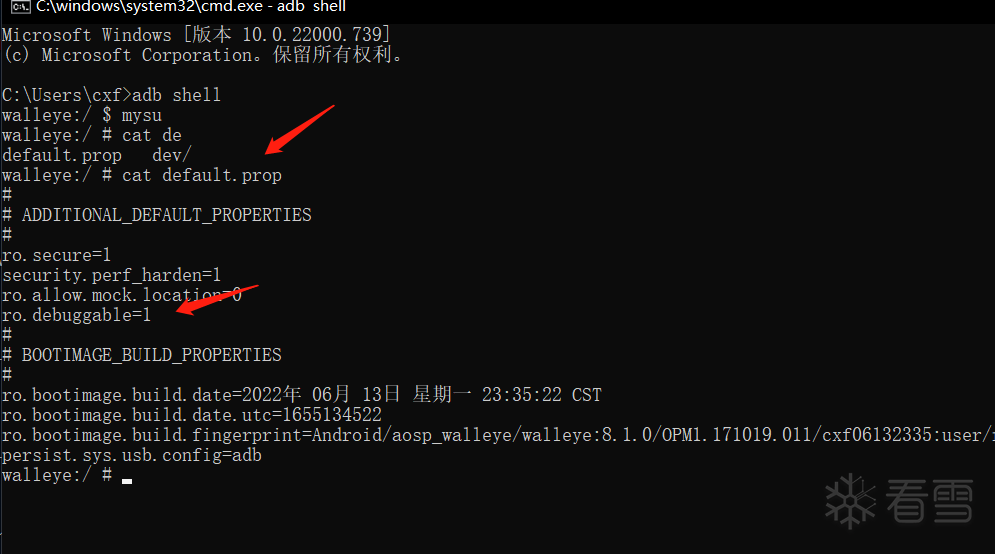 C:\windows\system32\cmd.exe - adb shell
Microsoft Windows [版本 10.0.22000.739]
(c) Microsoft Corporation。保留所有权利。
C:\Users\cxf>adb shell
walleye:/ $ mysu
walleye:/ # cat de
default.prop   dev/
walleye:/ # cat default.prop
#
# ADDITIONAL_DEFAULT_PROPERTIES
#
ro.secure=1
security.perf_harden=1
ro.allow.mock.location=0
ro.debuggable=1
#
# BOOTIMAGE_BUILD_PROPERTIES
#
ro.bootimage.build.date=2022年 06月 13日 星期一 23:35:22 CST
ro.bootimage.build.date.utc=1655134522
ro.bootimage.build.fingerprint=Android/aosp_walleye/walleye:8.1.0/OPM1.171019.011/cxf06132335:user/
persist.sys.usb.config=adb
walleye:/ #
看雪